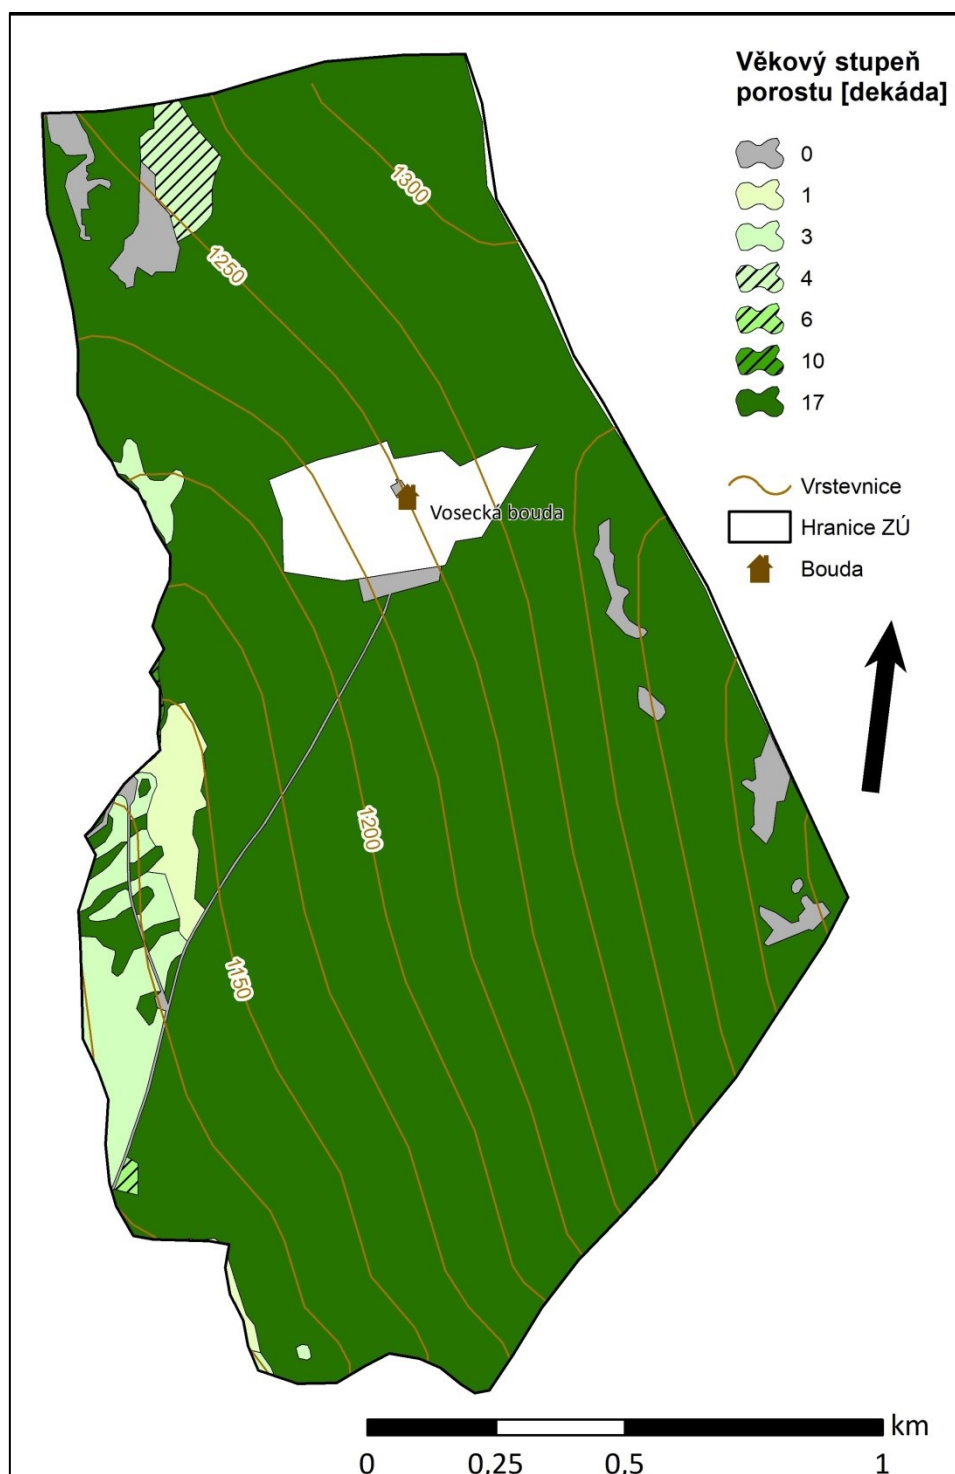 Věkový stupeň
porostu [dekáda]
0
1
3
4
6
10
17
Vrstevnice
Hranice ZÚ
Bouda
1300
1250
Vosecká bouda
1200
1150
km
0
0,25
0,5
1